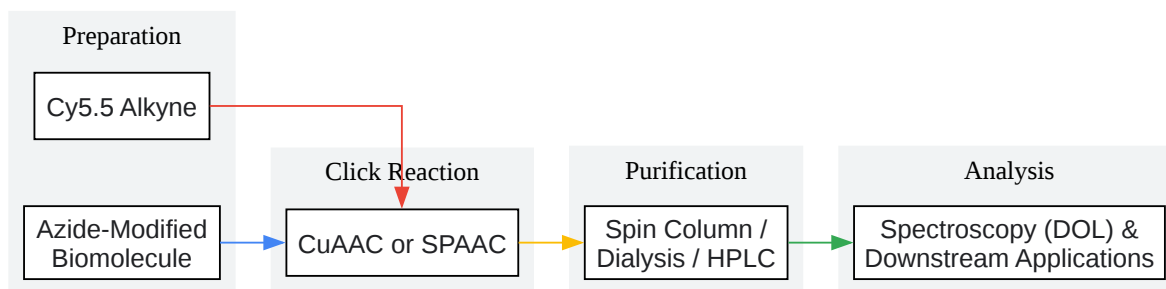 Preparation
Cy5.5 Alkyne
Azide-Modified
Biomolecule
Click Reaction
CuAAC or SPAAC
Purification
Spin Column /
Dialysis / HPLC
Analysis
Spectroscopy (DOL) &
Downstream Applications